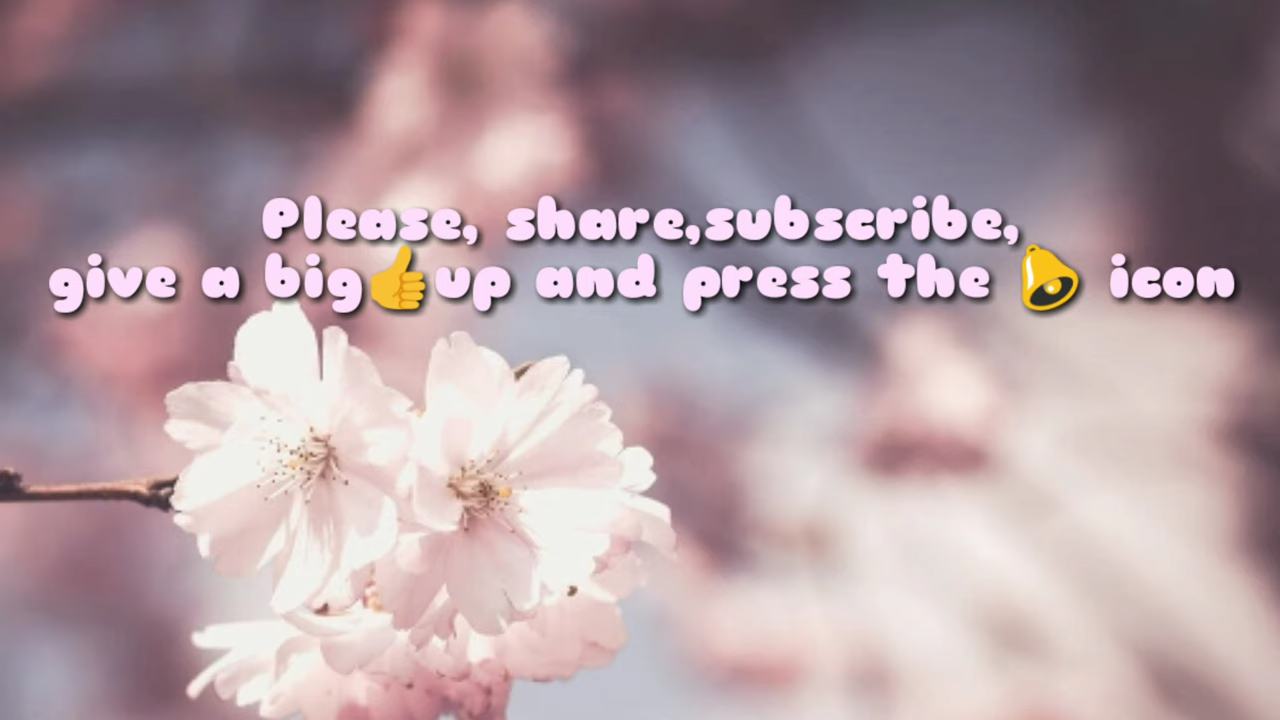 Please, share,subscribe,
give a big👍up and press the 🔔 icon